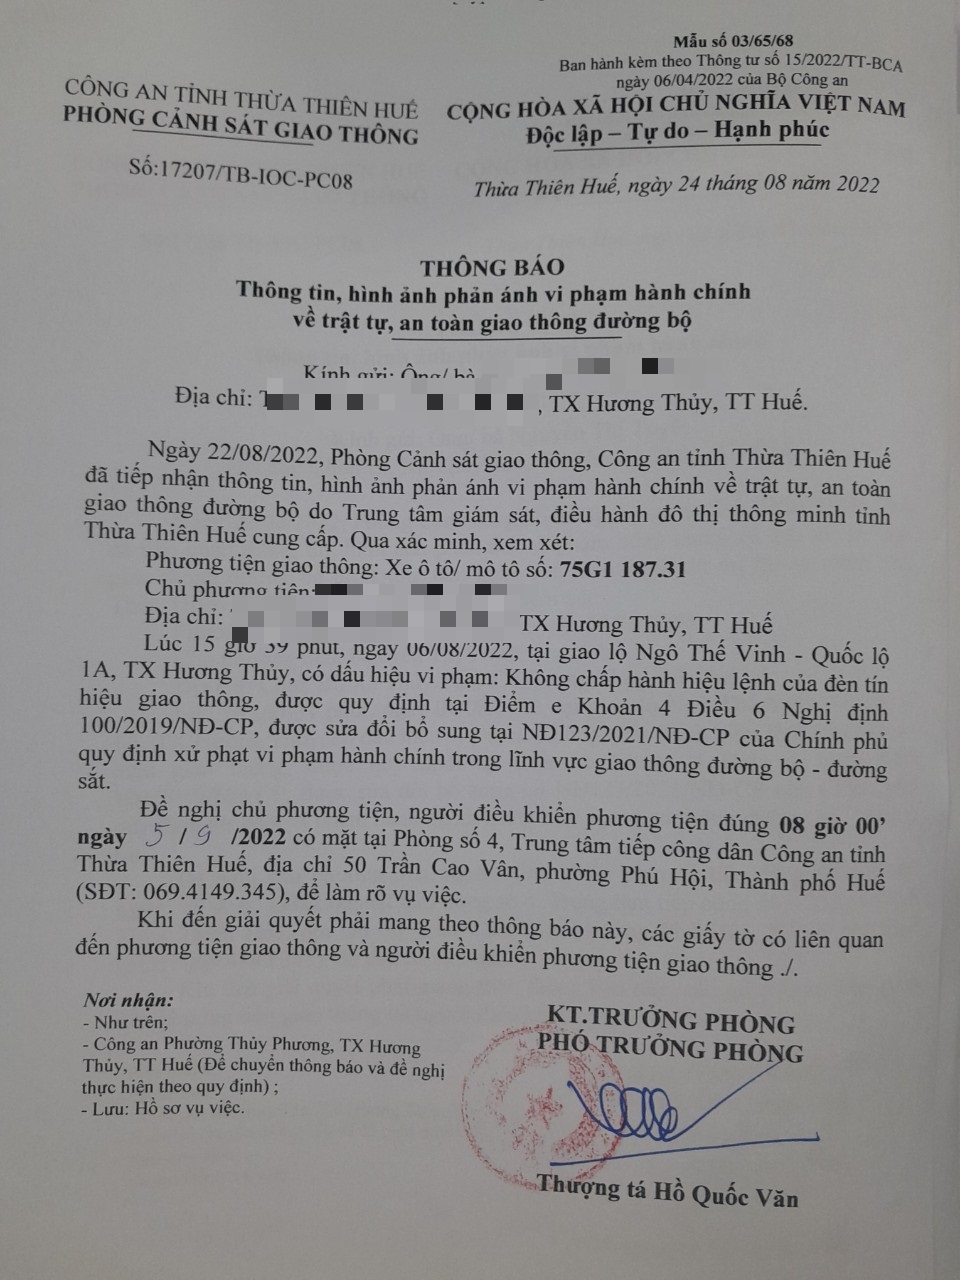 Mẫu số 03/65/68
Ban hành kèm theo Thông tư số 15/2022/TT-BCA
ngày 06/04/2022 của Bộ Công an
CÔNG AN TỈNH THỪA THIÊN HUẾ
PHÒNG CẢNH SÁT GIAO THÔNG
CỘNG HÒA XÃ HỘI CHỦ NGHĨA VIỆT NAM
Độc lập – Tự do – Hạnh phúc
Số:17207/TB-IOC-PC08
Thừa Thiên Huế, ngày 24 tháng 08 năm 2022
THÔNG BÁO
Thông tin, hình ảnh phản ánh vi phạm hành chính
về trật tự, an toàn giao thông đường bộ
Kính gửi: Ông/ bà
Địa chỉ: , TX Hương Thủy, TT Huế.
Ngày 22/08/2022, Phòng Cảnh sát giao thông, Công an tỉnh Thừa Thiên Huế
đã tiếp nhận thông tin, hình ảnh phản ánh vi phạm hành chính về trật tự, an toàn
giao thông đường bộ do Trung tâm giám sát, điều hành đô thị thông minh tỉnh
Thừa Thiên Huế cung cấp. Qua xác minh, xem xét:
Phương tiện giao thông: Xe ô tô/ mô tô số: 75G1 187.31
Chủ phương tiện:
Địa chỉ: TX Hương Thủy, TT Huế
Lúc 15 giờ 39 phút, ngày 06/08/2022, tại giao lộ Ngô Thế Vinh - Quốc lộ
1A, TX Hương Thủy, có dấu hiệu vi phạm: Không chấp hành hiệu lệnh của đèn tín
hiệu giao thông, được quy định tại Điểm e Khoản 4 Điều 6 Nghị định
100/2019/NĐ-CP, được sửa đổi bổ sung tại NĐ123/2021/NĐ-CP của Chính phủ
quy định xử phạt vi phạm hành chính trong lĩnh vực giao thông đường bộ - đường
sắt.
Đề nghị chủ phương tiện, người điều khiển phương tiện đúng 08 giờ 00’
ngày 5 / 9 /2022 có mặt tại Phòng số 4, Trung tâm tiếp công dân Công an tỉnh
Thừa Thiên Huế, địa chỉ 50 Trần Cao Vân, phường Phú Hội, Thành phố Huế
(SĐT: 069.4149.345), để làm rõ vụ việc.
Khi đến giải quyết phải mang theo thông báo này, các giấy tờ có liên quan
đến phương tiện giao thông và người điều khiển phương tiện giao thông ./.
Nơi nhận:
- Như trên;
- Công an Phường Thủy Phương, TX Hương
Thủy, TT Huế (Để chuyển thông báo và đề nghị
thực hiện theo quy định) ;
- Lưu: Hồ sơ vụ việc.
KT.TRƯỞNG PHÒNG
PHÓ TRƯỞNG PHÒNG
Thượng tá Hồ Quốc Văn